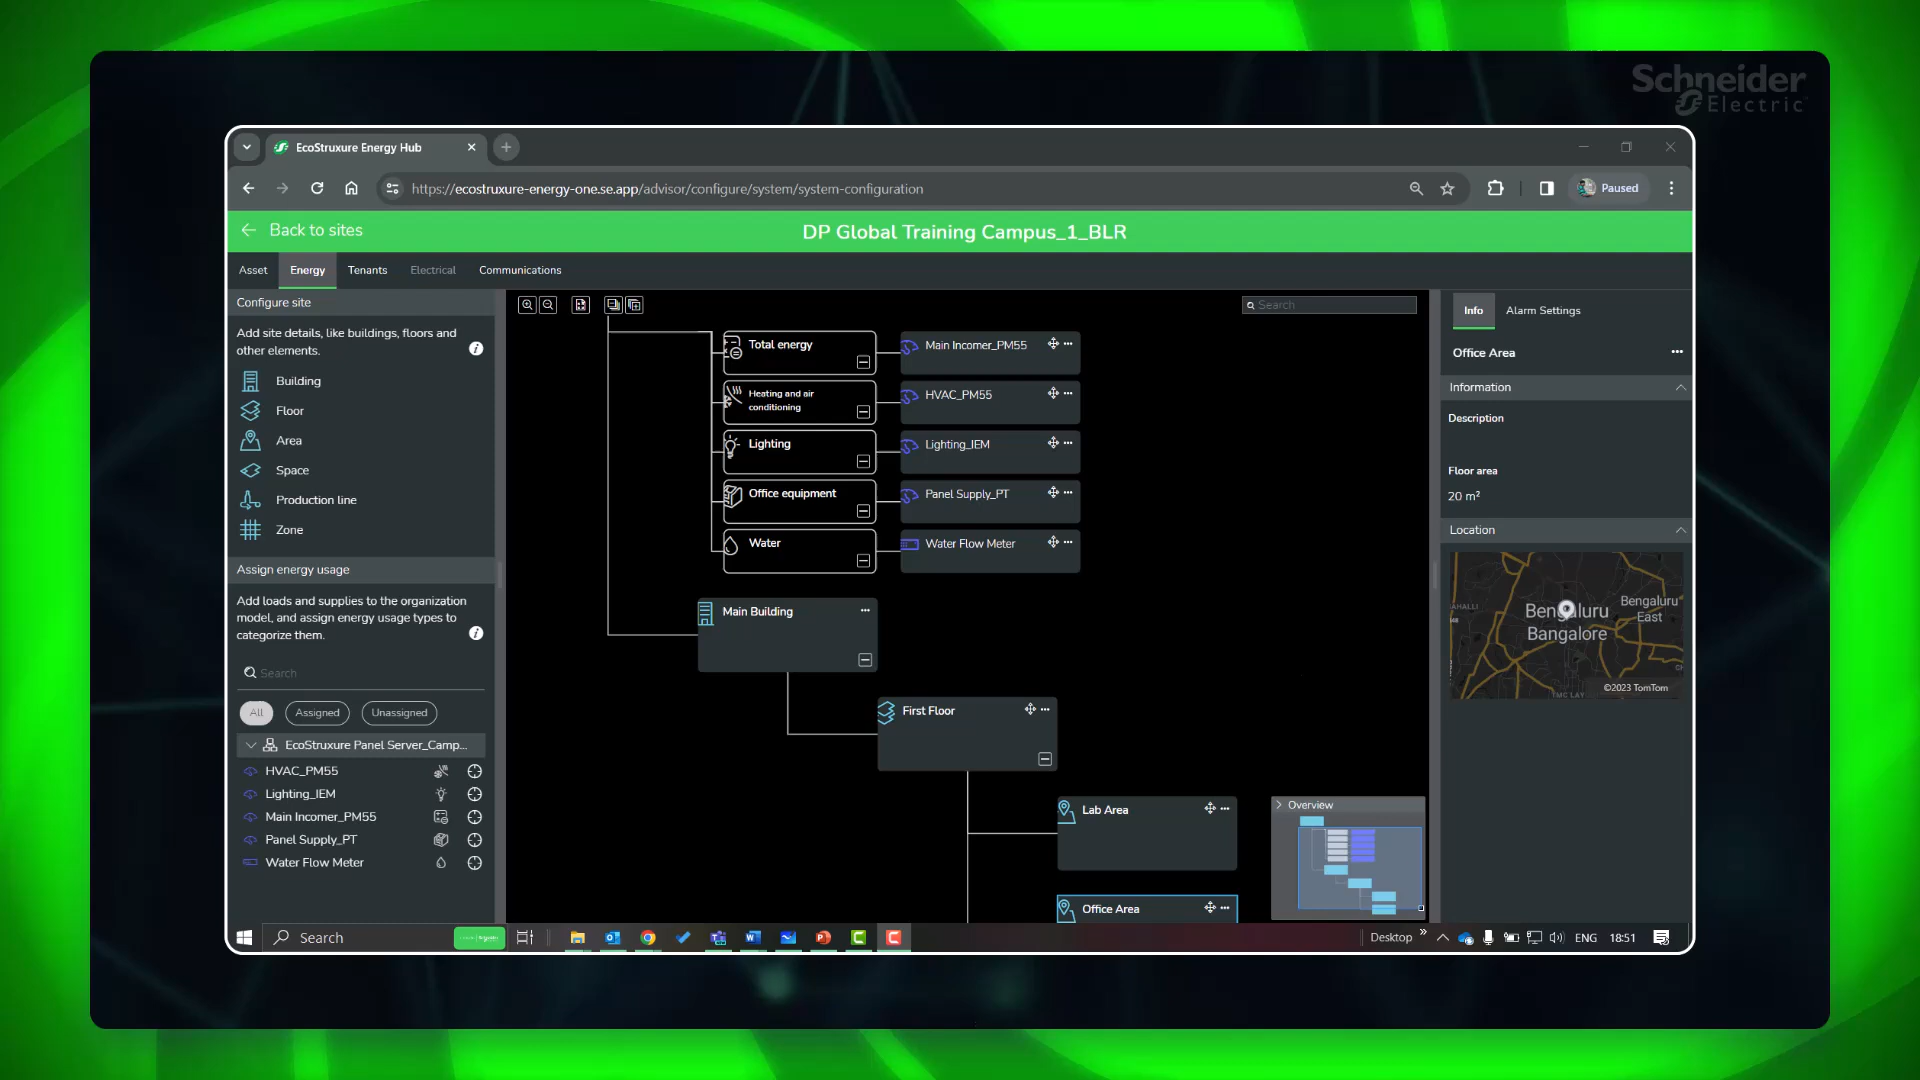 Schneider
Electric
EcoStruxure Energy Hub
https://ecostruxure-energy-one.se.app/advisor/configure/system/system-configuration
Paused
Back to sites
DP Global Training Campus_1_BLR
Asset
Energy
Tenants
Electrical
Communications
Configure site
Add site details, like buildings, floors and
other elements.
Building
Floor
Area
Space
Production line
Zone
Assign energy usage
Add loads and supplies to the organization
model, and assign energy usage types to
categorize them.
Search
All
Assigned
Unassigned
EcoStruxure Panel Server_Camp...
HVAC_PM55
Lighting_IEM
Main Incomer_PM55
Panel Supply_PT
Water Flow Meter
Search
Total energy
Main Incomer_PM55
Heating and air
conditioning
HVAC_PM55
Lighting
Lighting_IEM
Office equipment
Panel Supply_PT
Water
Water Flow Meter
Main Building
First Floor
Lab Area
Office Area
Overview
Info
Alarm Settings
Office Area
Information
Description
Floor area
20 m²
Location
AHALLI
Bengaluru
Bangalore
Bengaluru
East
TMC LAY
©2023 TomTom
Search
Desktop
ENG
18:51